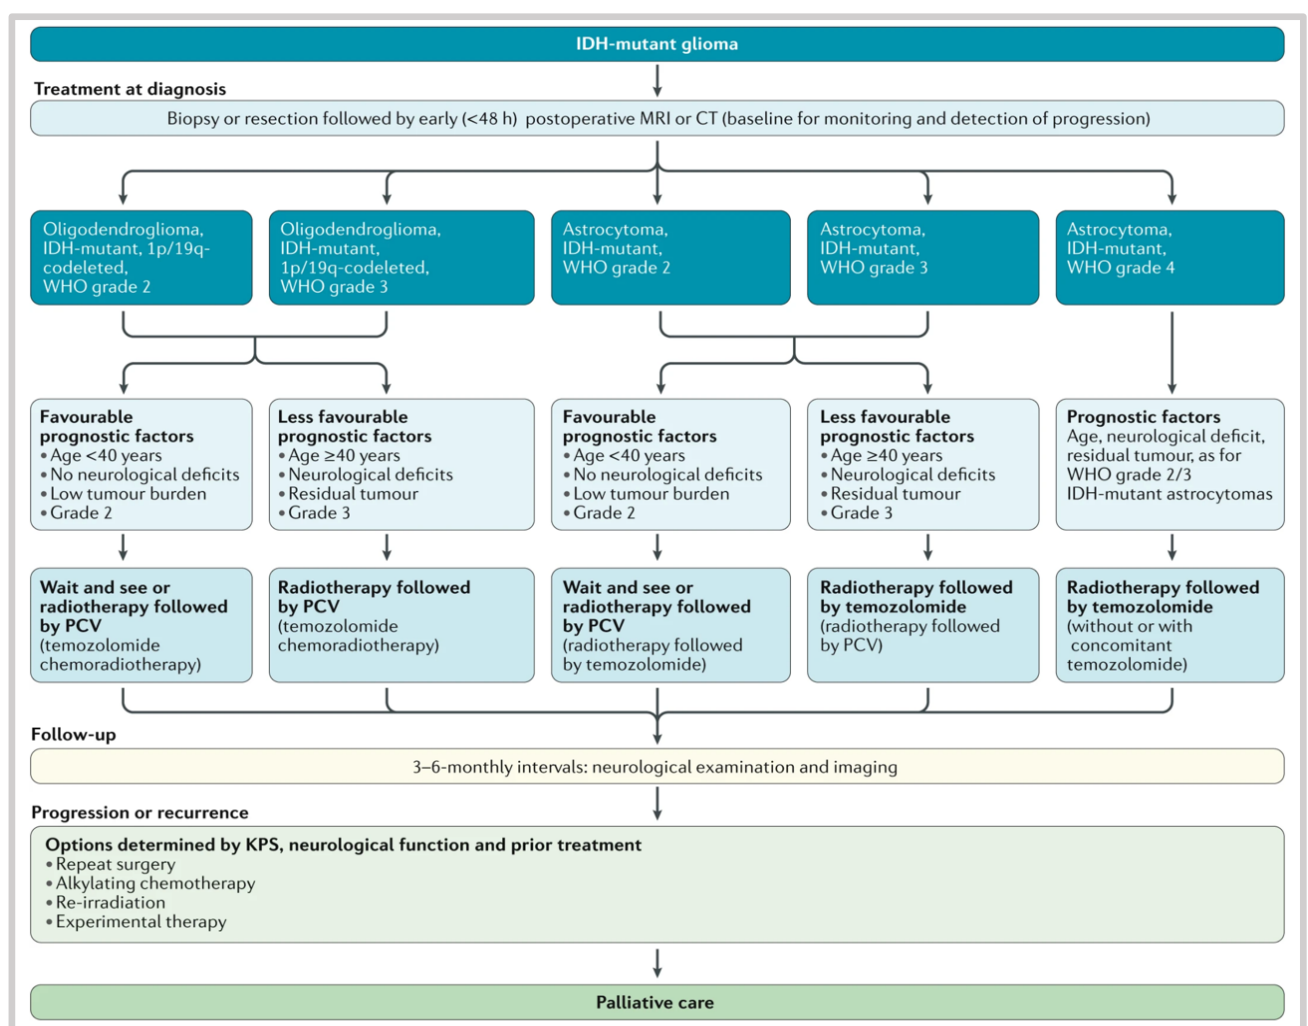 IDH-mutant glioma
Treatment at diagnosis
Biopsy or resection followed by early (<48 h) postoperative MRI or CT (baseline for monitoring and detection of progression)
Oligodendroglioma,
IDH-mutant, 1p/19q-
codeleted,
WHO grade 2
Oligodendroglioma,
IDH-mutant,
1p/19q-codeleted,
WHO grade 3
Astrocytoma,
IDH-mutant,
WHO grade 2
Astrocytoma,
IDH-mutant,
WHO grade 3
Astrocytoma,
IDH-mutant,
WHO grade 4
Favourable
prognostic factors
• Age <40 years
• No neurological deficits
• Low tumour burden
• Grade 2
Less favourable
prognostic factors
• Age ≥40 years
• Neurological deficits
• Residual tumour
• Grade 3
Favourable
prognostic factors
• Age <40 years
• No neurological deficits
• Low tumour burden
• Grade 2
Less favourable
prognostic factors
• Age ≥40 years
• Neurological deficits
• Residual tumour
• Grade 3
Prognostic factors
Age, neurological deficit,
residual tumour, as for
WHO grade 2/3
IDH-mutant astrocytomas
Wait and see or
radiotherapy followed
by PCV
(temozolomide
chemoradiotherapy)
Radiotherapy followed
by PCV
(temozolomide
chemoradiotherapy)
Wait and see or
radiotherapy followed
by PCV
(radiotherapy followed
by temozolomide)
Radiotherapy followed
by temozolomide
(radiotherapy followed
by PCV)
Radiotherapy followed
by temozolomide
(without or with
concomitant
temozolomide)
Follow-up
3–6-monthly intervals: neurological examination and imaging
Progression or recurrence
Options determined by KPS, neurological function and prior treatment
• Repeat surgery
• Alkylating chemotherapy
• Re-irradiation
• Experimental therapy
Palliative care